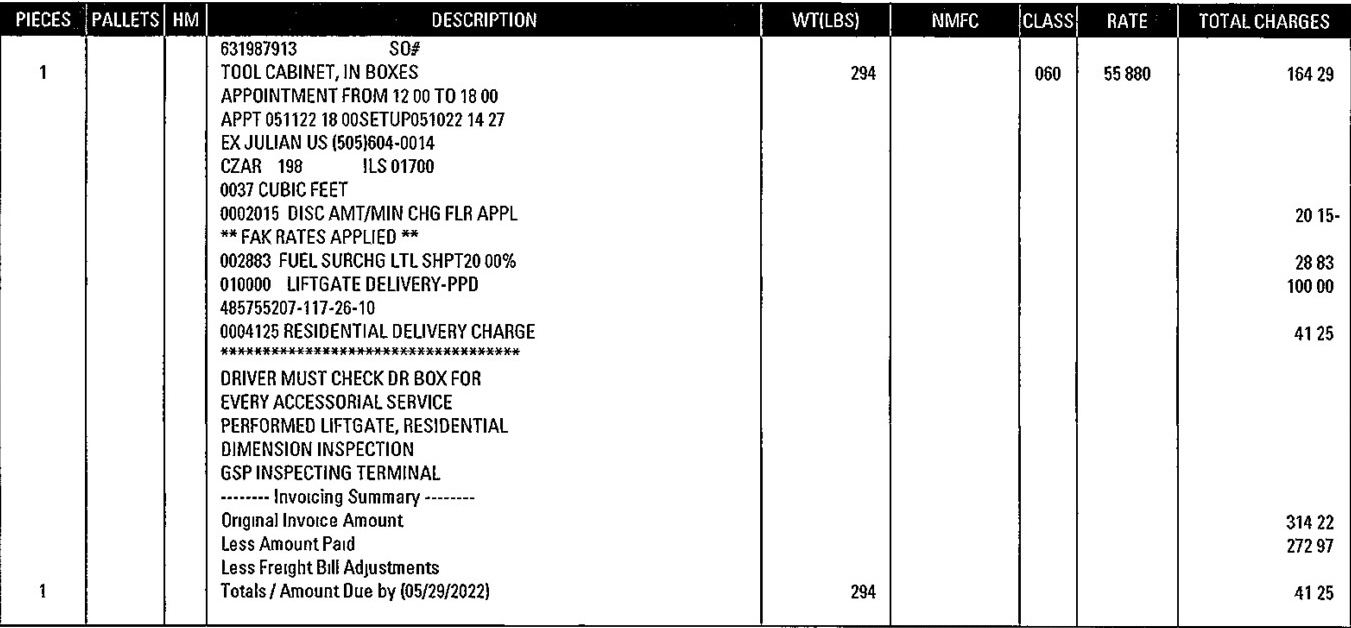 PIECES PALLETS HM DESCRIPTION WT(LBS) NMFC CLASS RATE TOTAL CHARGES
631987913 SO#
1 TOOL CABINET, IN BOXES 294 060 55 880 164 29
APPOINTMENT FROM 12 00 TO 18 00
APPT 051122 18 00SETUP051022 14 27
EX JULIAN US (505)604-0014
CZAR 198 ILS 01700
0037 CUBIC FEET
0002015 DISC AMT/MIN CHG FLR APPL 20 15-
** FAK RATES APPLIED **
002883 FUEL SURCHG LTL SHPT20 00% 28 83
010000 LIFTGATE DELIVERY-PPD 100 00
485755207-117-26-10
0004125 RESIDENTIAL DELIVERY CHARGE 41 25
************************************
DRIVER MUST CHECK DR BOX FOR
EVERY ACCESSORIAL SERVICE
PERFORMED LIFTGATE, RESIDENTIAL
DIMENSION INSPECTION
GSP INSPECTING TERMINAL
-------- Invoicing Summary --------
Original Invoice Amount 314 22
Less Amount Paid 272 97
Less Freight Bill Adjustments
1 Totals / Amount Due by (05/29/2022) 294 41 25